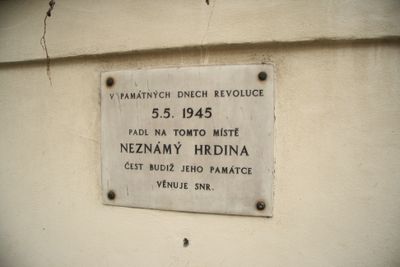 V PAMÁTNÝCH DNECH REVOLUCE
5.5. 1945
PADL NA TOMTO MÍSTĚ
NEZNÁMÝ HRDINA
ČEST BUDIŽ JEHO PAMÁTCE
VĚNUJE SNR.